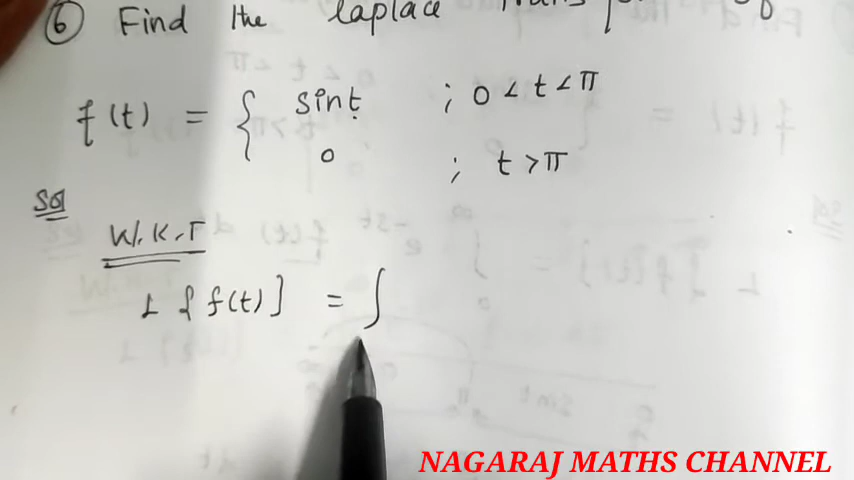 ⑥ Find the laplace
f(t) = { sint ; 0 < t < π
0 ; t > π
Sol
W.K.T
L { f(t) } = ∫
NAGARAJ MATHS CHANNEL